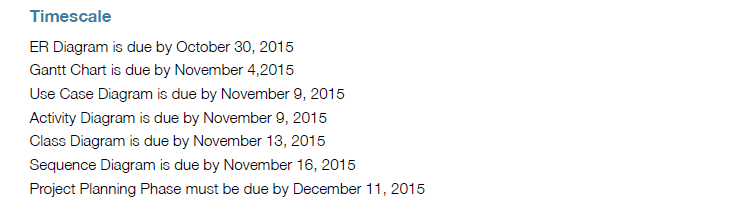 Timescale
ER Diagram is due by October 30, 2015
Gantt Chart is due by November 4,2015
Use Case Diagram is due by November 9, 2015
Activity Diagram is due by November 9, 2015
Class Diagram is due by November 13, 2015
Sequence Diagram is due by November 16, 2015
Project Planning Phase must be due by December 11, 2015